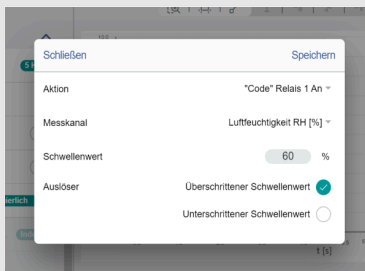 Schließen Speichern
Aktion "Code" Relais 1 An
Messkanal Luftfeuchtigkeit RH [%]
Schwellenwert 60 %
Auslöser Überschrittener Schwellenwert
Unterschrittener Schwellenwert
t [s]